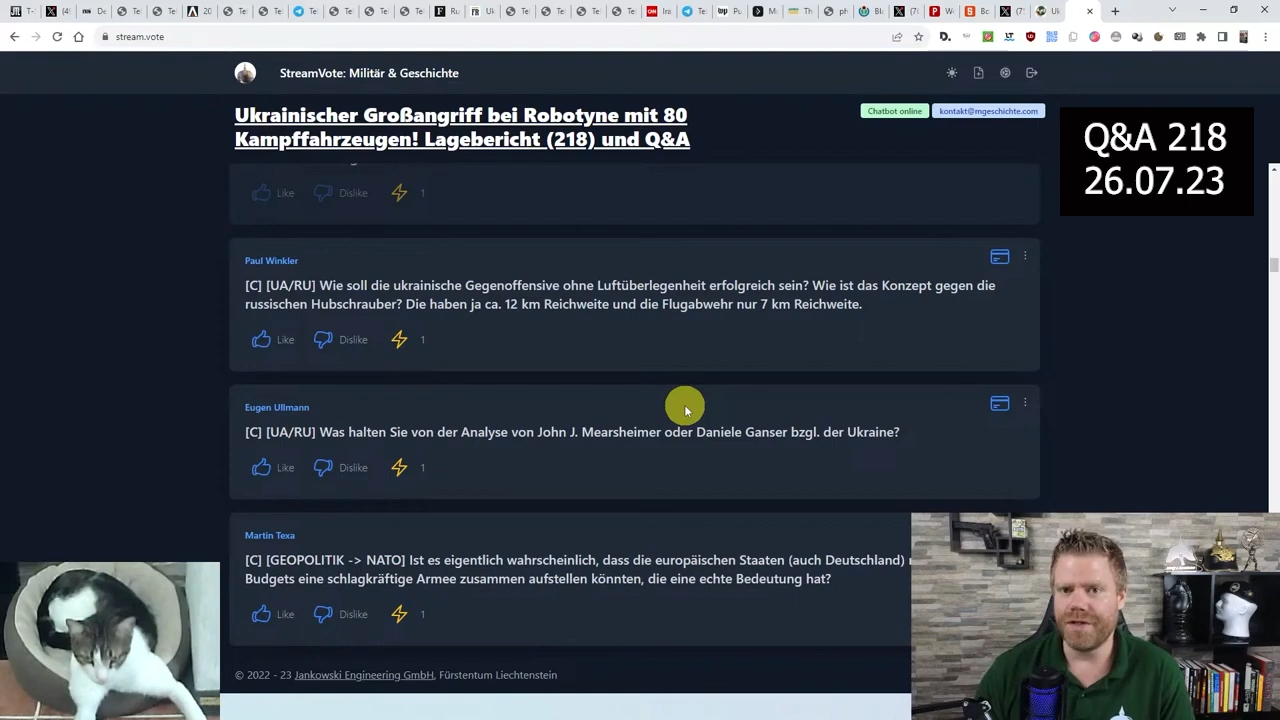 stream.vote
StreamVote: Militär & Geschichte
Ukrainischer Großangriff bei Robotyne mit 80
Kampffahrzeugen! Lagebericht (218) und Q&A
Chatbot online
kontakt@mgeschichte.com
Q&A 218
26.07.23
Like Dislike 1
Paul Winkler
[C] [UA/RU] Wie soll die ukrainische Gegenoffensive ohne Luftüberlegenheit erfolgreich sein? Wie ist das Konzept gegen die
russischen Hubschrauber? Die haben ja ca. 12 km Reichweite und die Flugabwehr nur 7 km Reichweite.
Like Dislike 1
Eugen Ullmann
[C] [UA/RU] Was halten Sie von der Analyse von John J. Mearsheimer oder Daniele Ganser bzgl. der Ukraine?
Like Dislike 1
Martin Texa
[C] [GEOPOLITIK -> NATO] Ist es eigentlich wahrscheinlich, dass die europäischen Staaten (auch Deutschland)
Budgets eine schlagkräftige Armee zusammen aufstellen könnten, die eine echte Bedeutung hat?
Like Dislike 1
© 2022 - 23 Jankowski Engineering GmbH, Fürstentum Liechtenstein